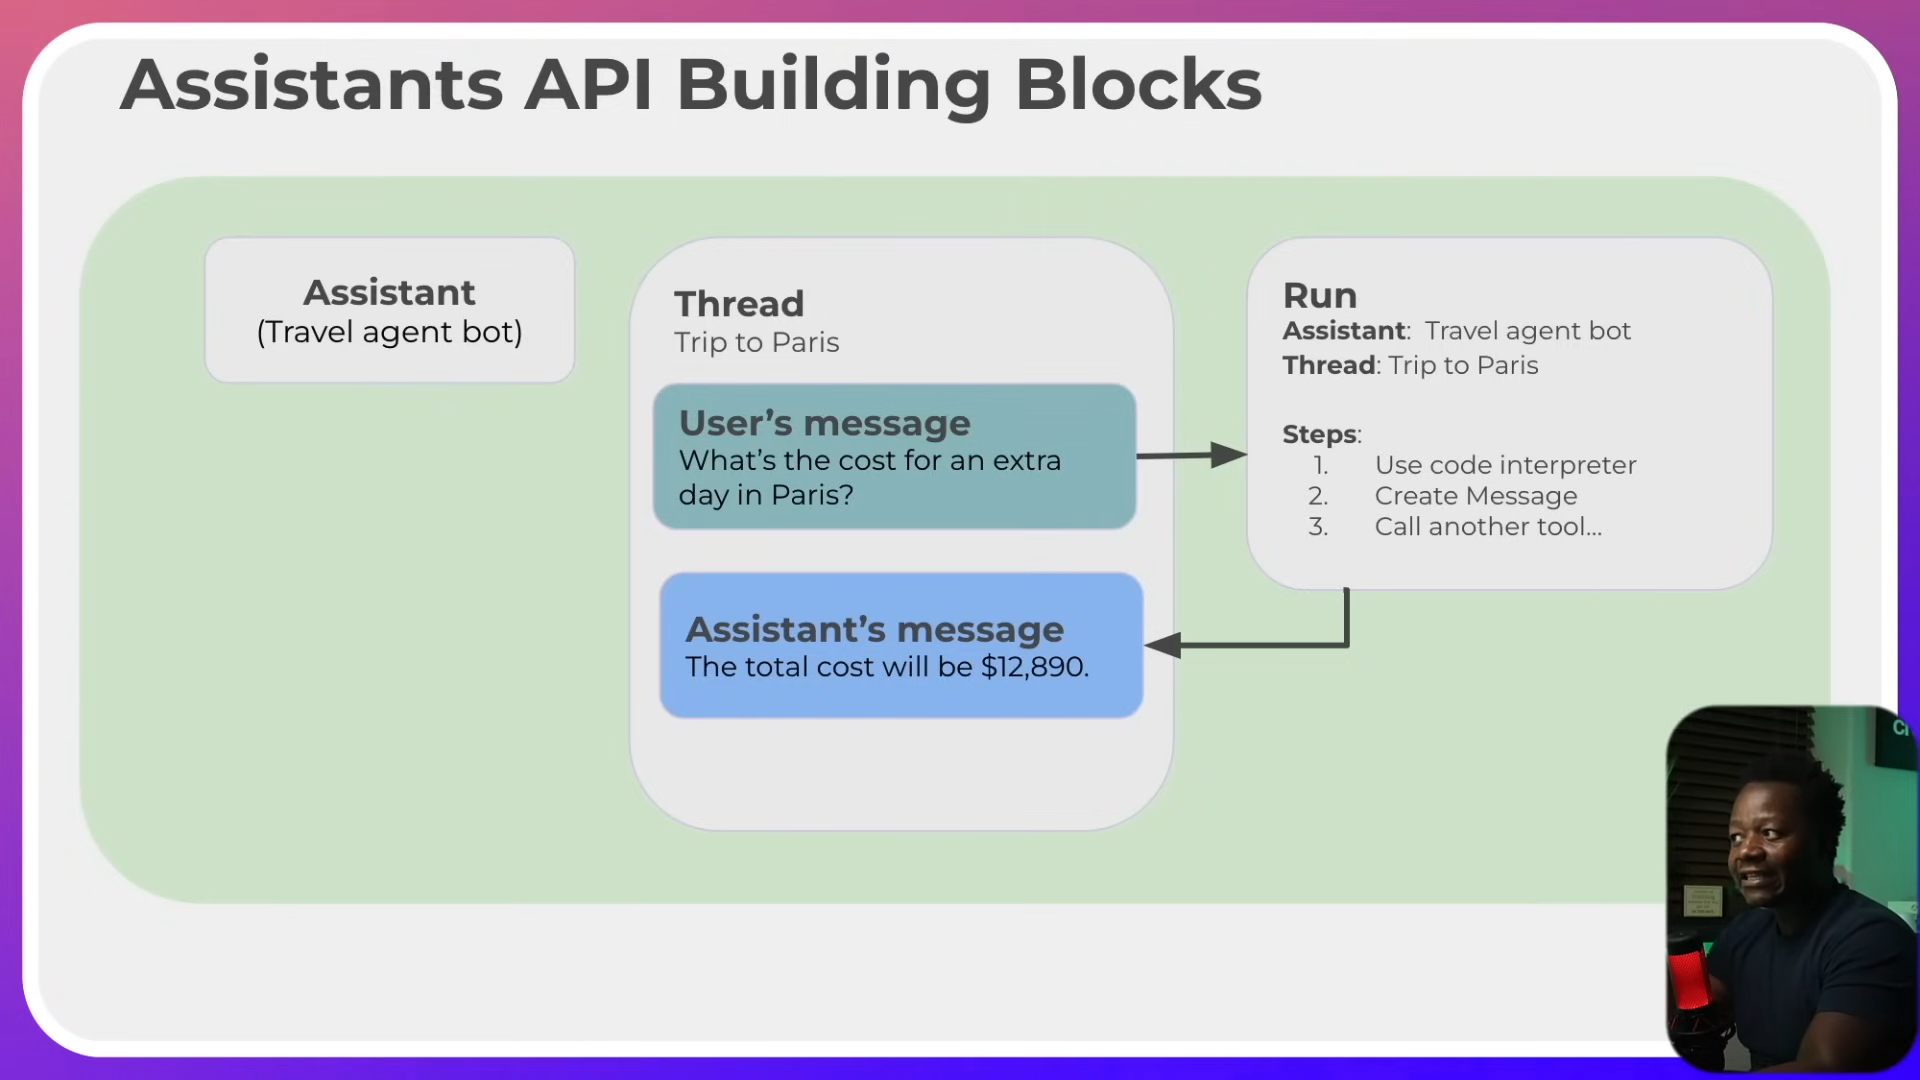 Assistants API Building Blocks
Assistant
(Travel agent bot)
Thread
Trip to Paris
User’s message
What’s the cost for an extra
day in Paris?
Assistant’s message
The total cost will be $12,890.
Run
Assistant:  Travel agent bot
Thread: Trip to Paris
Steps:
1. Use code interpreter
2. Create Message
3. Call another tool...